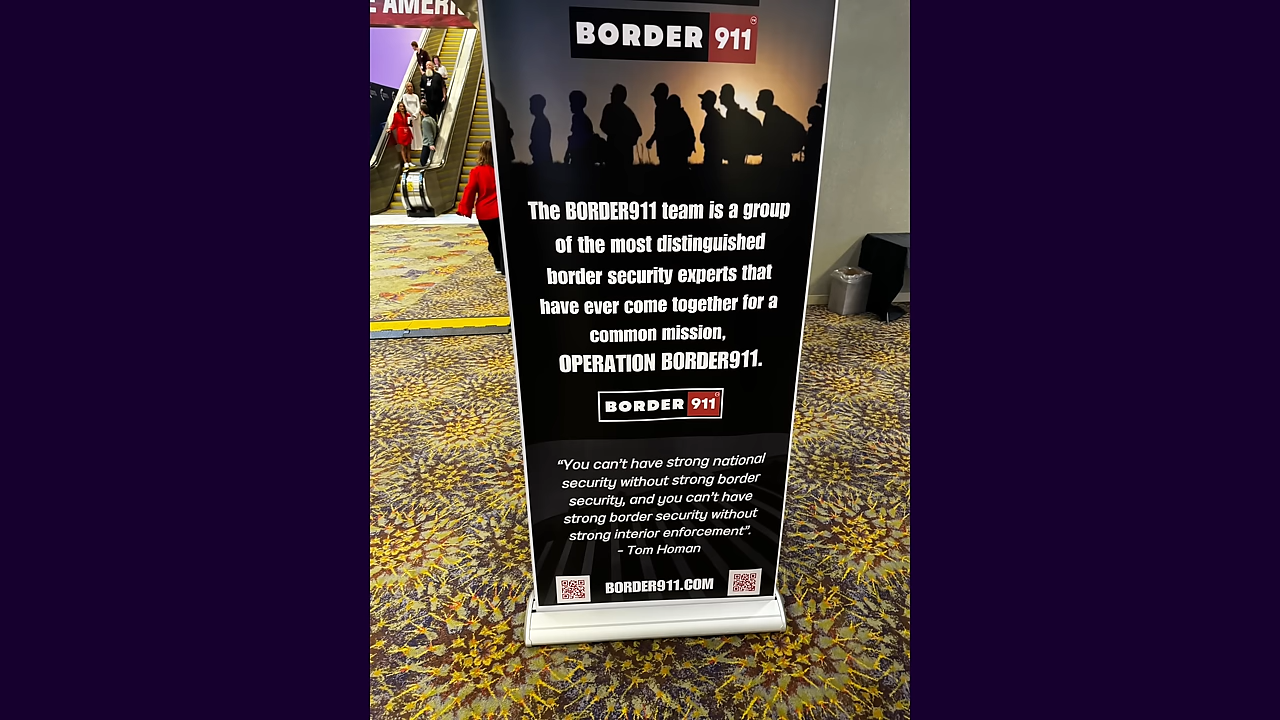 E AMERI
BORDER 911
The BORDER911 team is a group
of the most distinguished
border security experts that
have ever come together for a
common mission,
OPERATION BORDER911.
BORDER 911
“You can't have strong national
security without strong border
security, and you can't have
strong border security without
strong interior enforcement”.
- Tom Homan
BORDER911.COM